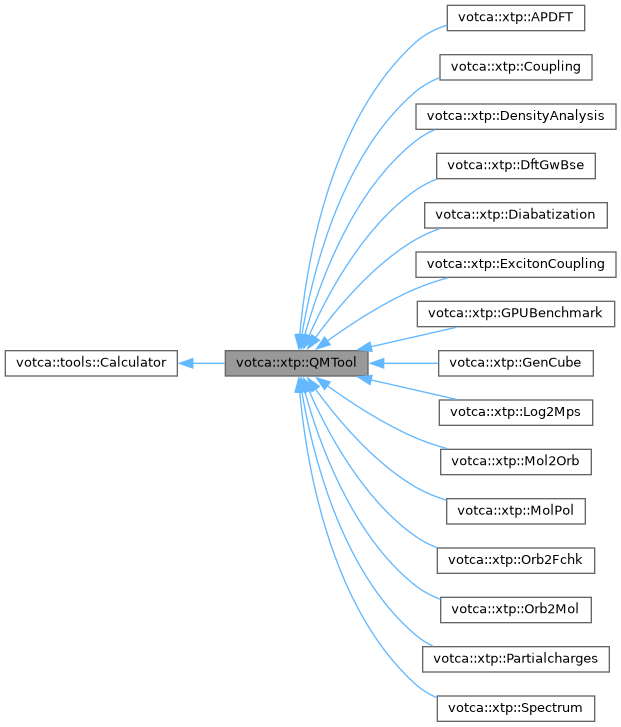 votca::xtp::APDFT
votca::xtp::Coupling
votca::xtp::DensityAnalysis
votca::xtp::DftGwBse
votca::xtp::Diabatization
votca::xtp::ExcitonCoupling
votca::xtp::GPUBenchmark
votca::tools::Calculator
votca::xtp::QMTool
votca::xtp::GenCube
votca::xtp::Log2Mps
votca::xtp::Mol2Orb
votca::xtp::MolPol
votca::xtp::Orb2Fchk
votca::xtp::Orb2Mol
votca::xtp::Partialcharges
votca::xtp::Spectrum